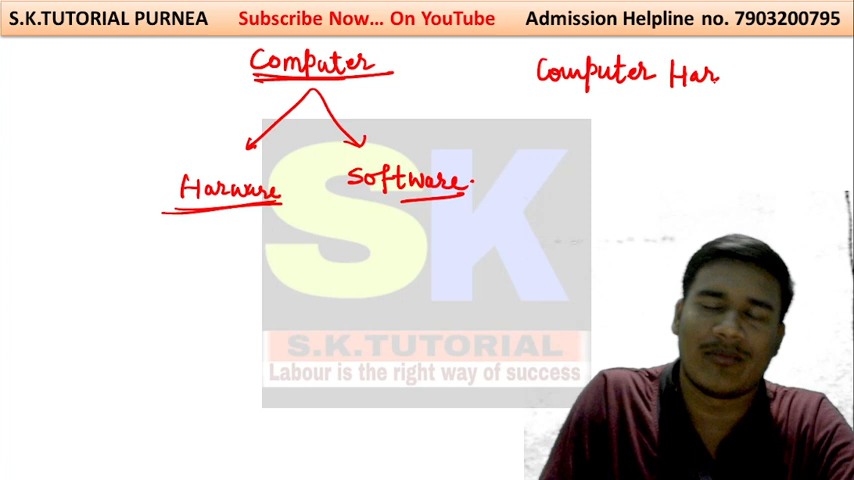 S.K.TUTORIAL PURNEA Subscribe Now... On YouTube Admission Helpline no. 7903200795
Computer
Computer Har
Harware
Software.
SK
S.K.TUTORIAL
Labour is the right way of success